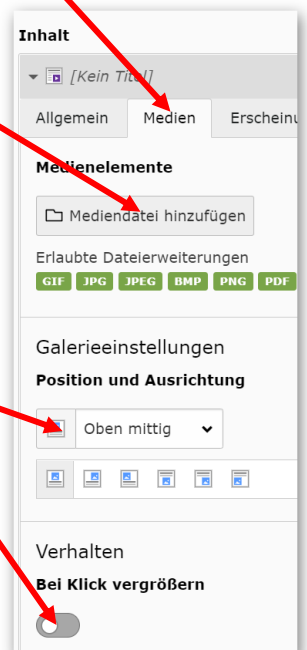 Inhalt
[Kein Titel]
Allgemein Medien
Medienelemente
Mediendatei hinzufügen
Erlaubte Dateierweiterungen
GIF JPG JPEG BMP PNG PDF
Galerieeinstellungen
Position und Ausrichtung
Oben mittig
Verhalten
Bei Klick vergrößern